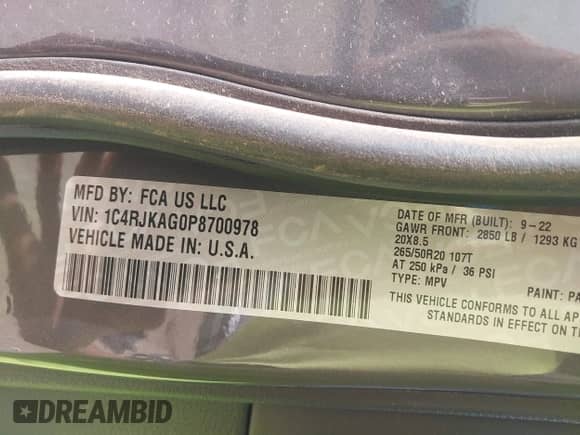 MFD BY: FCA US LLC
VIN: 1C4RJKAG0P8700978
VEHICLE MADE IN: U.S.A.
DATE OF MFR (BUILT): 9-22
GAWR FRONT: 2850 LB / 1293 KG
20X8.5
265/50R20 107T
AT 250 kPa / 36 PSI
TYPE: MPV
PAINT: PA
THIS VEHICLE CONFORMS TO ALL AP
STANDARDS IN EFFECT ON T
DREAMBID